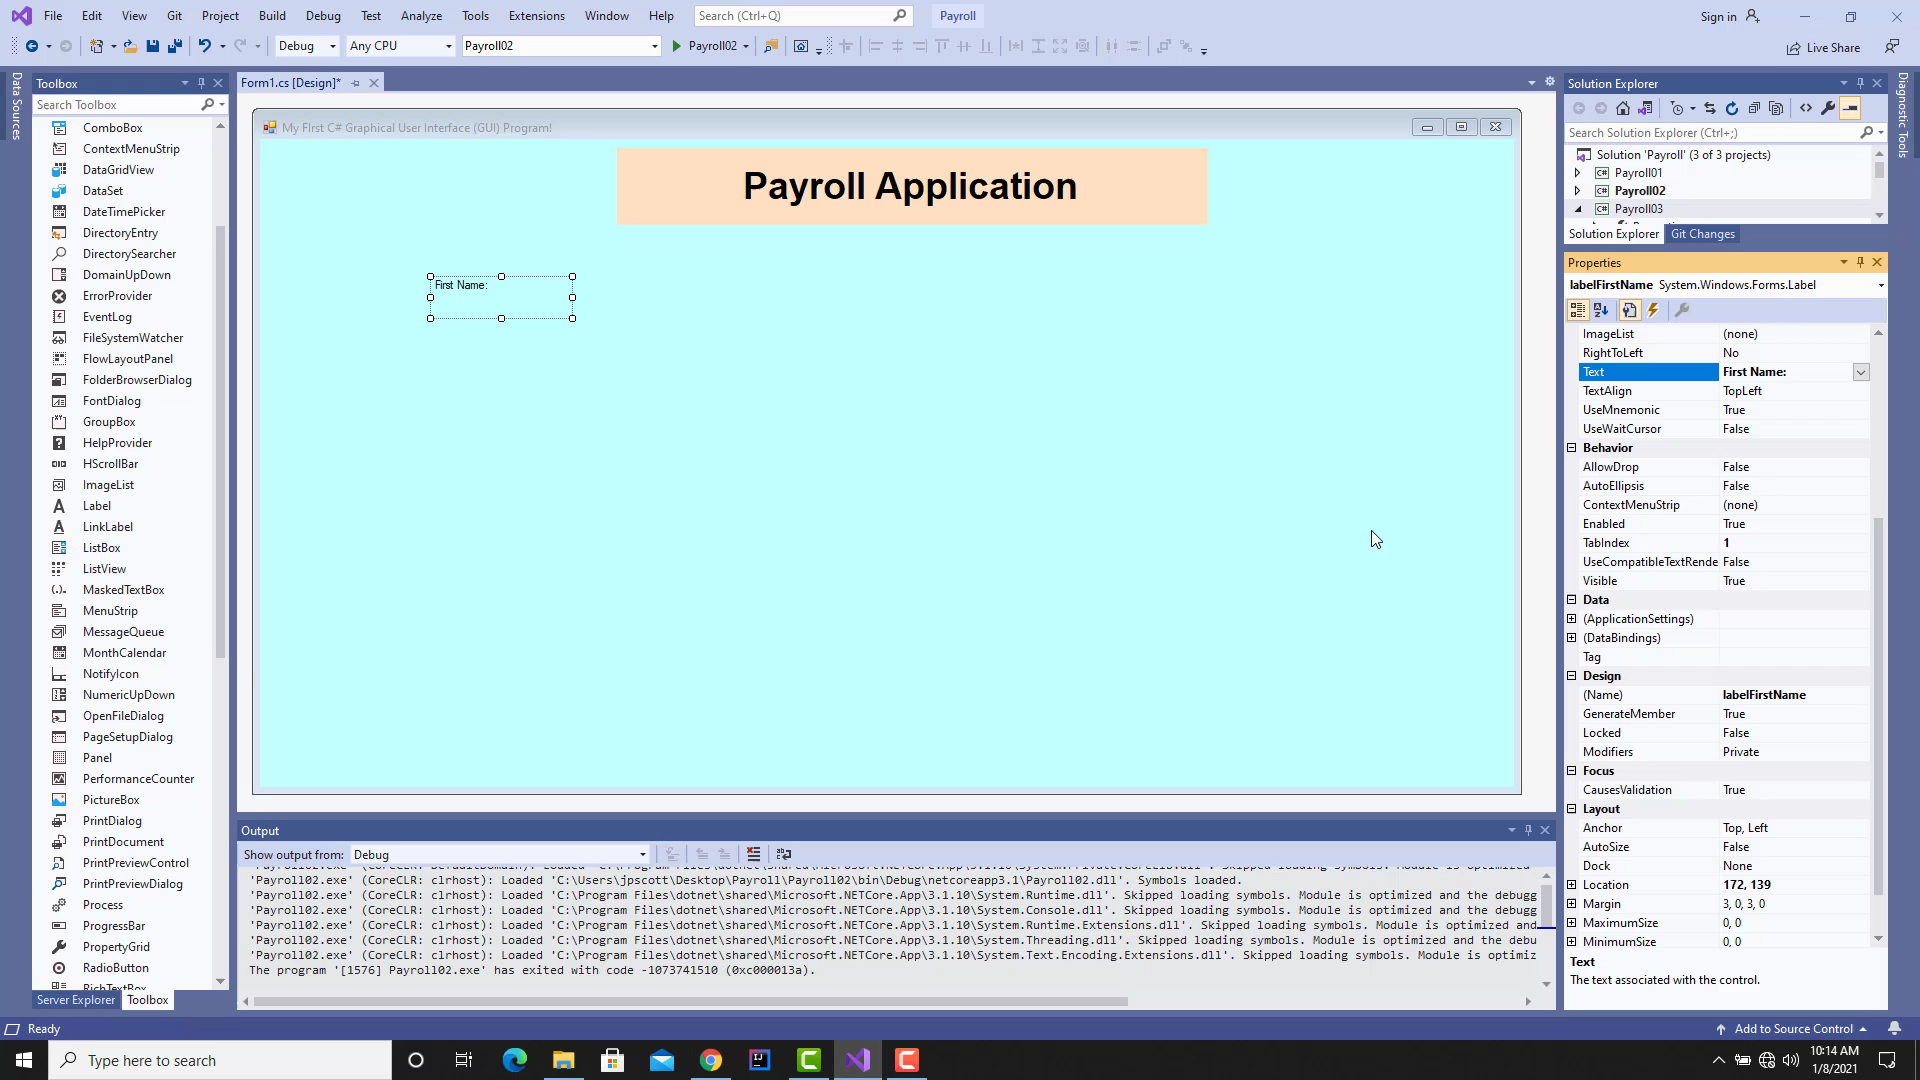 File Edit View Git Project Build Debug Test Analyze Tools Extensions Window Help Search (Ctrl+Q) Payroll Sign in
Debug Any CPU Payroll02 Payroll02 Live Share
Data Sources
Toolbox
Search Toolbox
ComboBox
ContextMenuStrip
DataGridView
DataSet
DateTimePicker
DirectoryEntry
DirectorySearcher
DomainUpDown
ErrorProvider
EventLog
FileSystemWatcher
FlowLayoutPanel
FolderBrowserDialog
FontDialog
GroupBox
HelpProvider
HScrollBar
ImageList
Label
LinkLabel
ListBox
ListView
MaskedTextBox
MenuStrip
MessageQueue
MonthCalendar
NotifyIcon
NumericUpDown
OpenFileDialog
PageSetupDialog
Panel
PerformanceCounter
PictureBox
PrintDialog
PrintDocument
PrintPreviewControl
PrintPreviewDialog
Process
ProgressBar
PropertyGrid
RadioButton
RichTextBox
Server Explorer Toolbox
Form1.cs [Design]*
My First C# Graphical User Interface (GUI) Program!
Payroll Application
First Name:
Output
Show output from: Debug
'Payroll02.exe' (CoreCLR: clrhost): Loaded 'C:\Users\jpscott\Desktop\Payroll\Payroll02\bin\Debug\netcoreapp3.1\Payroll02.dll'. Symbols loaded.
'Payroll02.exe' (CoreCLR: clrhost): Loaded 'C:\Program Files\dotnet\shared\Microsoft.NETCore.App\3.1.10\System.Runtime.dll'. Skipped loading symbols. Module is optimized and the debugg
'Payroll02.exe' (CoreCLR: clrhost): Loaded 'C:\Program Files\dotnet\shared\Microsoft.NETCore.App\3.1.10\System.Console.dll'. Skipped loading symbols. Module is optimized and the debugg
'Payroll02.exe' (CoreCLR: clrhost): Loaded 'C:\Program Files\dotnet\shared\Microsoft.NETCore.App\3.1.10\System.Runtime.Extensions.dll'. Skipped loading symbols. Module is optimized and
'Payroll02.exe' (CoreCLR: clrhost): Loaded 'C:\Program Files\dotnet\shared\Microsoft.NETCore.App\3.1.10\System.Threading.dll'. Skipped loading symbols. Module is optimized and the debu
'Payroll02.exe' (CoreCLR: clrhost): Loaded 'C:\Program Files\dotnet\shared\Microsoft.NETCore.App\3.1.10\System.Text.Encoding.Extensions.dll'. Skipped loading symbols. Module is optimiz
The program '[1576] Payroll02.exe' has exited with code -1073741510 (0xc000013a).
Solution Explorer
Search Solution Explorer (Ctrl+;)
Solution 'Payroll' (3 of 3 projects)
Payroll01
Payroll02
Payroll03
Solution Explorer Git Changes
Properties
labelFirstName System.Windows.Forms.Label
ImageList (none)
RightToLeft No
Text First Name:
TextAlign TopLeft
UseMnemonic True
UseWaitCursor False
Behavior
AllowDrop False
AutoEllipsis False
ContextMenuStrip (none)
Enabled True
TabIndex 1
UseCompatibleTextRende False
Visible True
Data
(ApplicationSettings)
(DataBindings)
Tag
Design
(Name) labelFirstName
GenerateMember True
Locked False
Modifiers Private
Focus
CausesValidation True
Layout
Anchor Top, Left
AutoSize False
Dock None
Location 172, 139
Margin 3, 0, 3, 0
MaximumSize 0, 0
MinimumSize 0, 0
Text
The text associated with the control.
Diagnostic Tools
Ready Add to Source Control
Type here to search
10:14 AM
1/8/2021